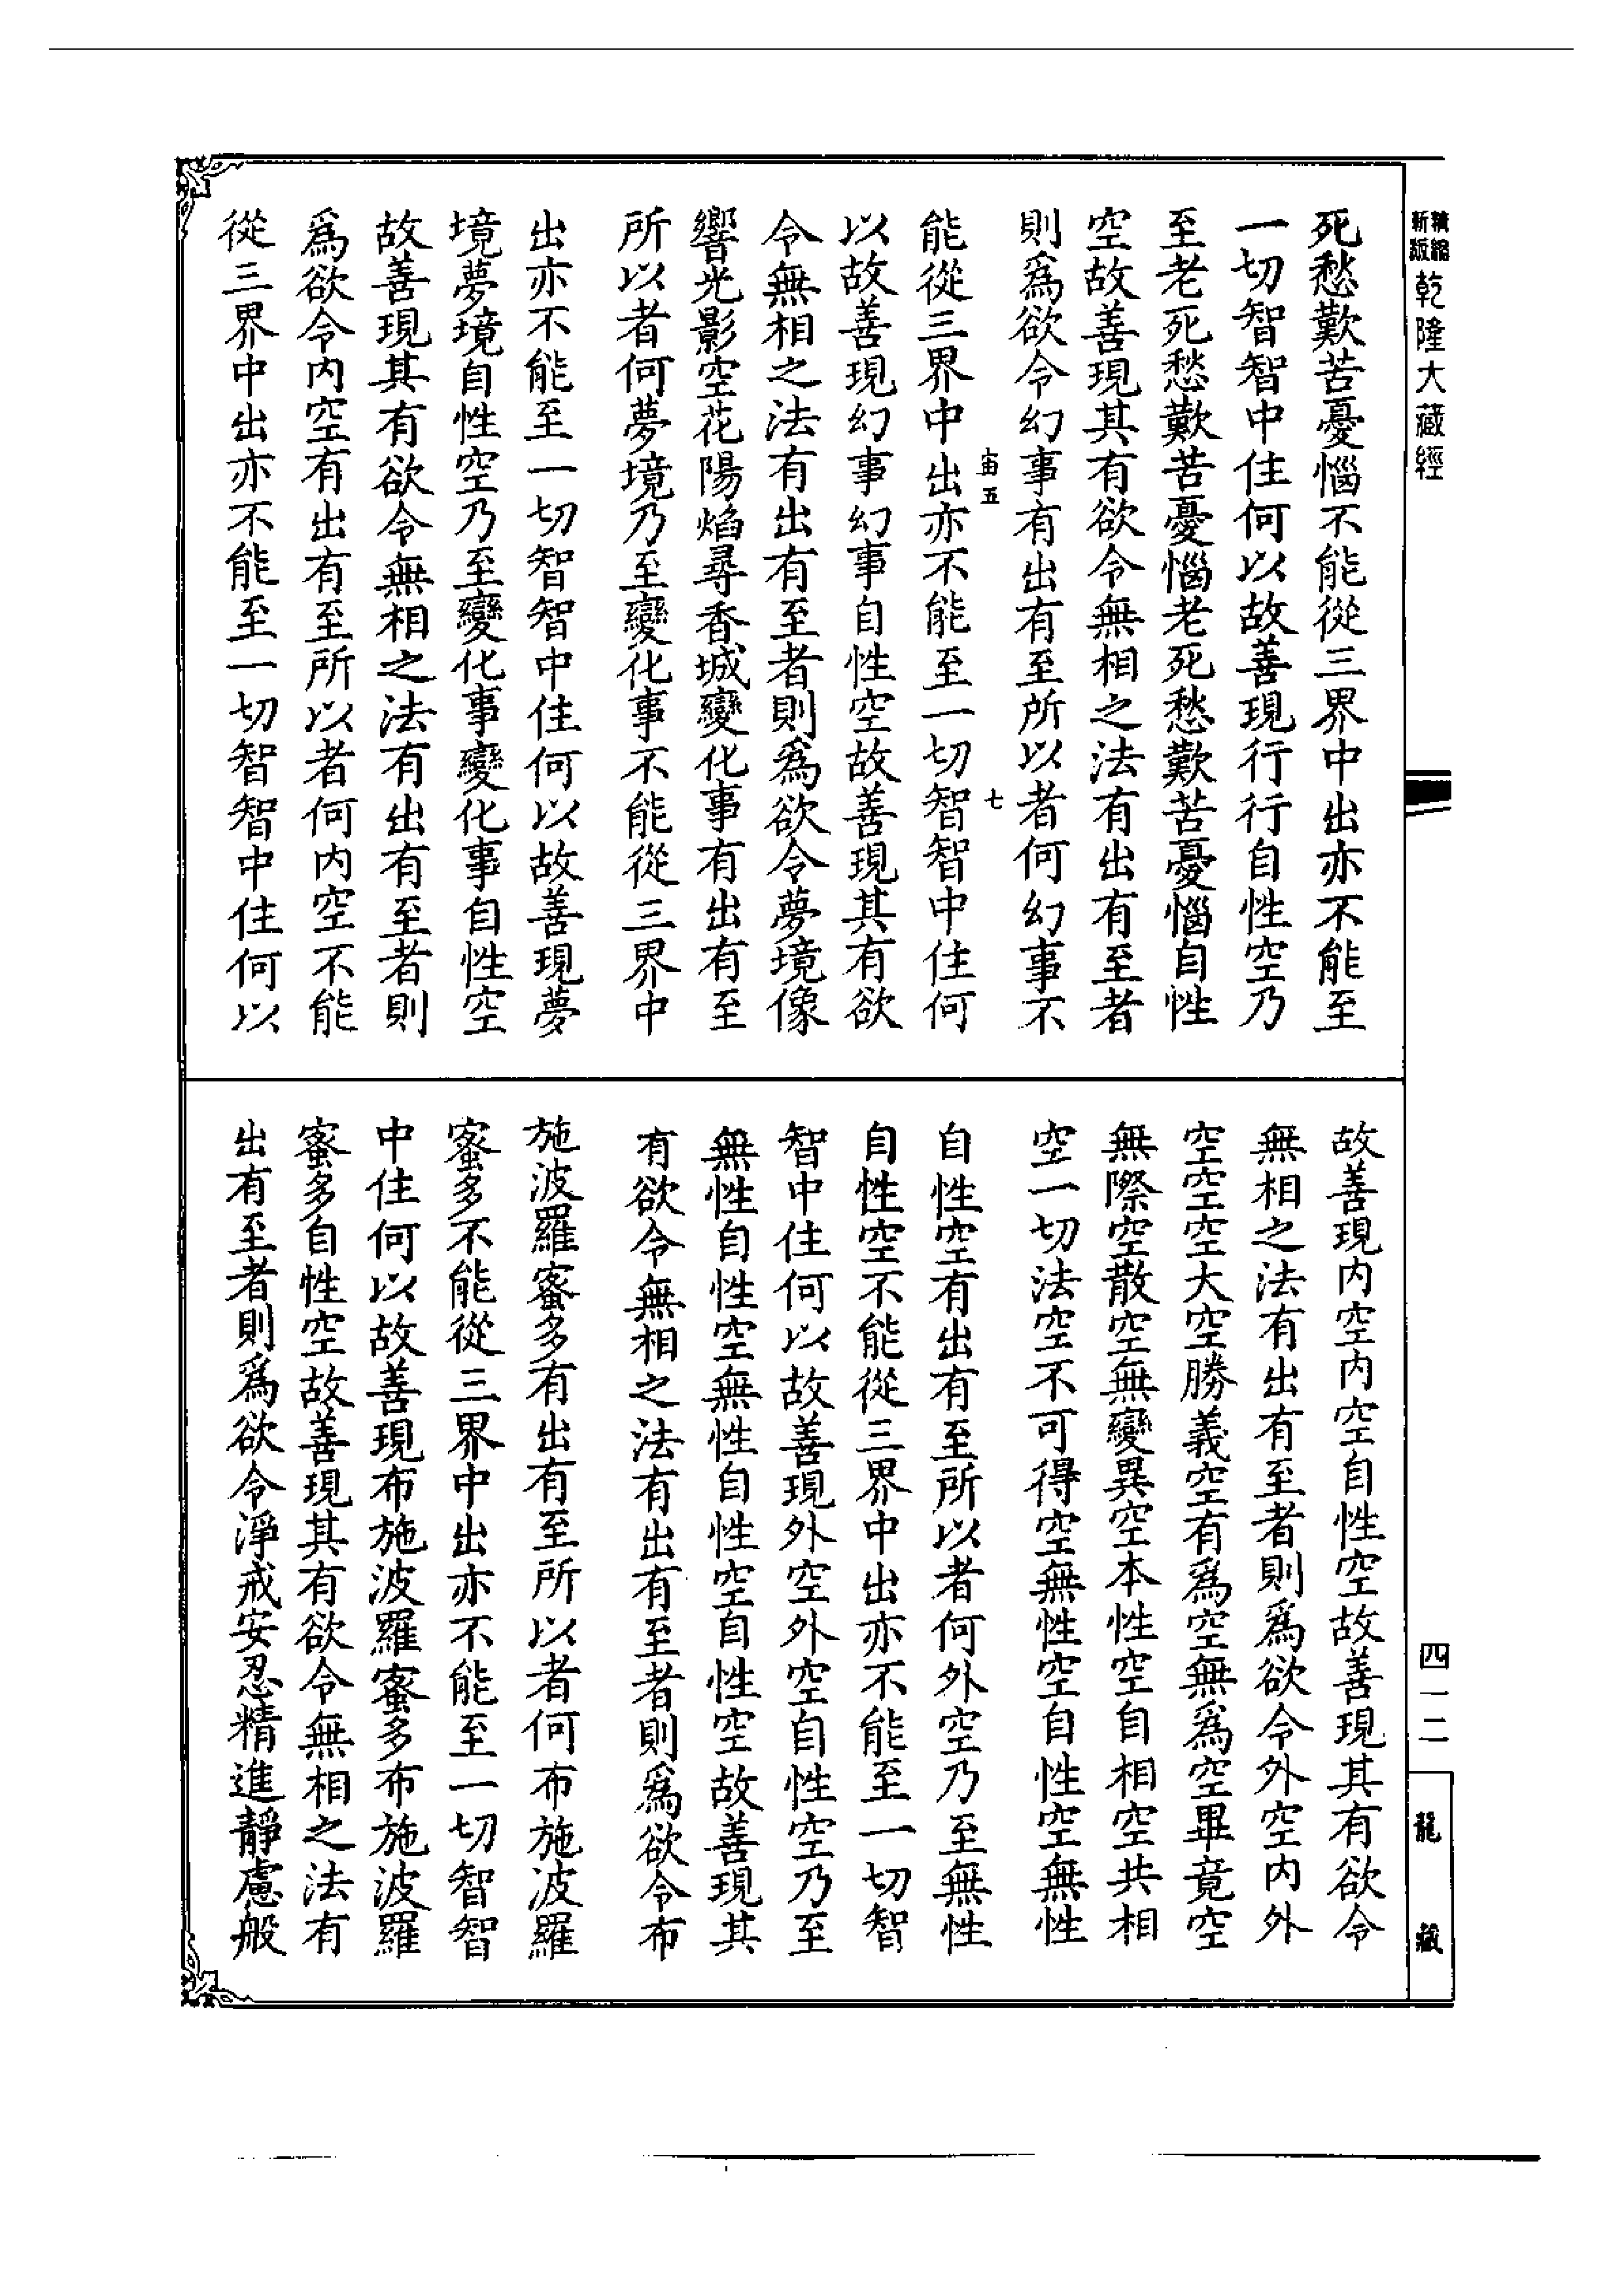 精縮
新版
乾隆大藏經
死愁歎苦憂惱不能從三界中出亦不能至
一切智智中住何以故善現行行自性空乃
至老死愁歎苦憂惱老死愁歎苦憂惱自性
空故善現其有欲令無相之法有出有至者
則爲欲令幻事有出有至所以者何幻事不
宙五
七
能從三界中出亦不能至一切智智中住何
以故善現幻事幻事自性空故善現其有欲
令無相之法有出有至者則爲欲令夢境像
響光影空花陽焰尋香城變化事有出有至
所以者何夢境乃至變化事不能從三界中
出亦不能至一切智智中住何以故善現夢
境夢境自性空乃至變化事變化事自性空
故善現其有欲令無相之法有出有至者則
爲欲令內空有出有至所以者何內空不能
從三界中出亦不能至一切智智中住何以
故善現內空內空自性空故善現其有欲令
無相之法有出有至者則爲欲令外空內外
空空空大空勝義空有爲空無爲空畢竟空
無際空散空無變異空本性空自相空共相
空一切法空不可得空無性空自性空無性
自性空有出有至所以者何外空乃至無性
自性空不能從三界中出亦不能至一切智
智中住何以故善現外空外空自性空乃至
無性自性空無性自性空自性空故善現其
有欲令無相之法有出有至者則爲欲令布
施波羅蜜多有出有至所以者何布施波羅
蜜多不能從三界中出亦不能至一切智智
中住何以故善現布施波羅蜜多布施波羅
蜜多自性空故善現其有欲令無相之法有
出有至者則爲欲令淨戒安忍精進靜慮般
四一二
龍藏